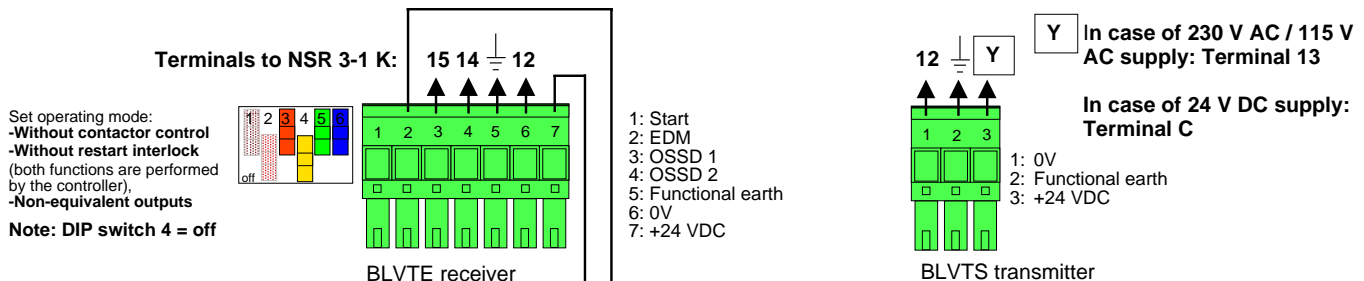 Terminals to NSR 3-1 K: 15 14 12
Set operating mode:
-Without contactor control
-Without restart interlock
(both functions are performed
by the controller),
-Non-equivalent outputs
Note: DIP switch 4 = off
1 2 3 4 5 6
off
1 2 3 4 5 6 7
BLVTE receiver
1: Start
2: EDM
3: OSSD 1
4: OSSD 2
5: Functional earth
6: 0V
7: +24 VDC
12 Y
1 2 3
1: 0V
2: Functional earth
3: +24 VDC
BLVTS transmitter
Y In case of 230 V AC / 115 V
AC supply: Terminal 13
In case of 24 V DC supply:
Terminal C